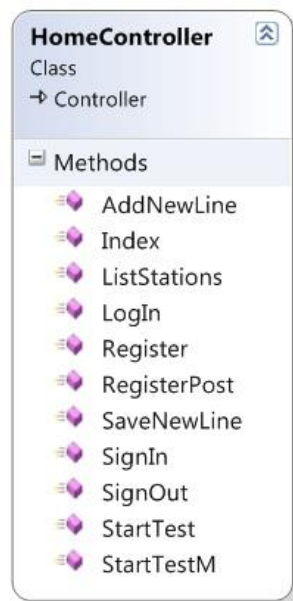 HomeController
Class
Controller
Methods
AddNewLine
Index
ListStations
LogIn
Register
RegisterPost
SaveNewLine
SignIn
SignOut
StartTest
StartTestM